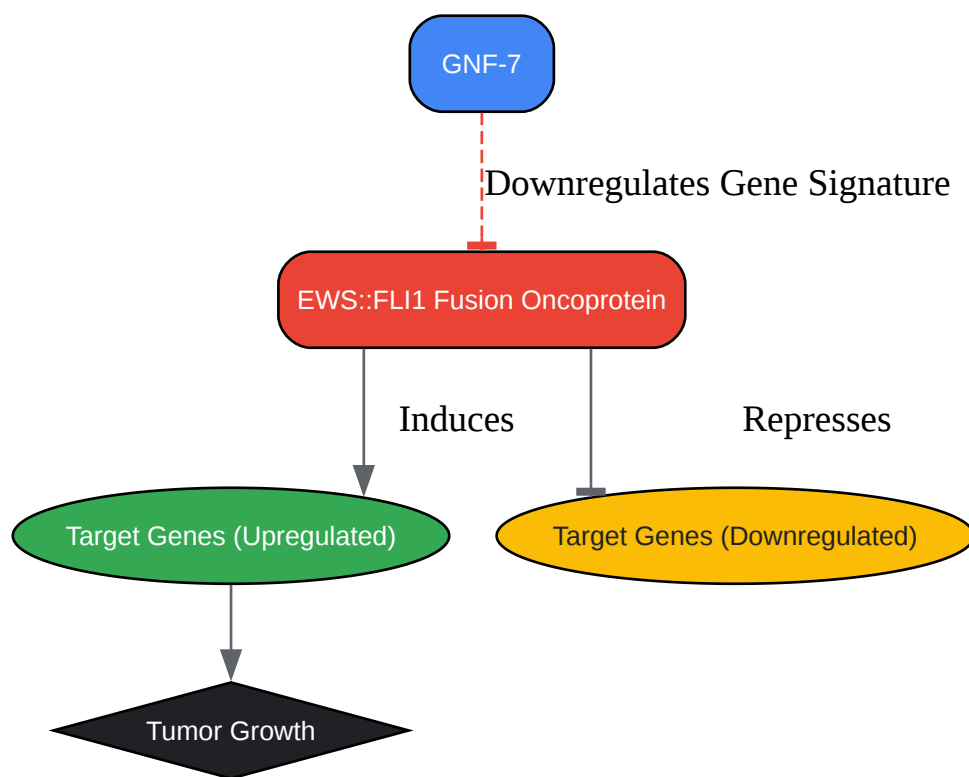 GNF-7
Downregulates Gene Signature
EWS::FLI1 Fusion Oncoprotein
Induces
Represses
Target Genes (Upregulated)
Target Genes (Downregulated)
Tumor Growth